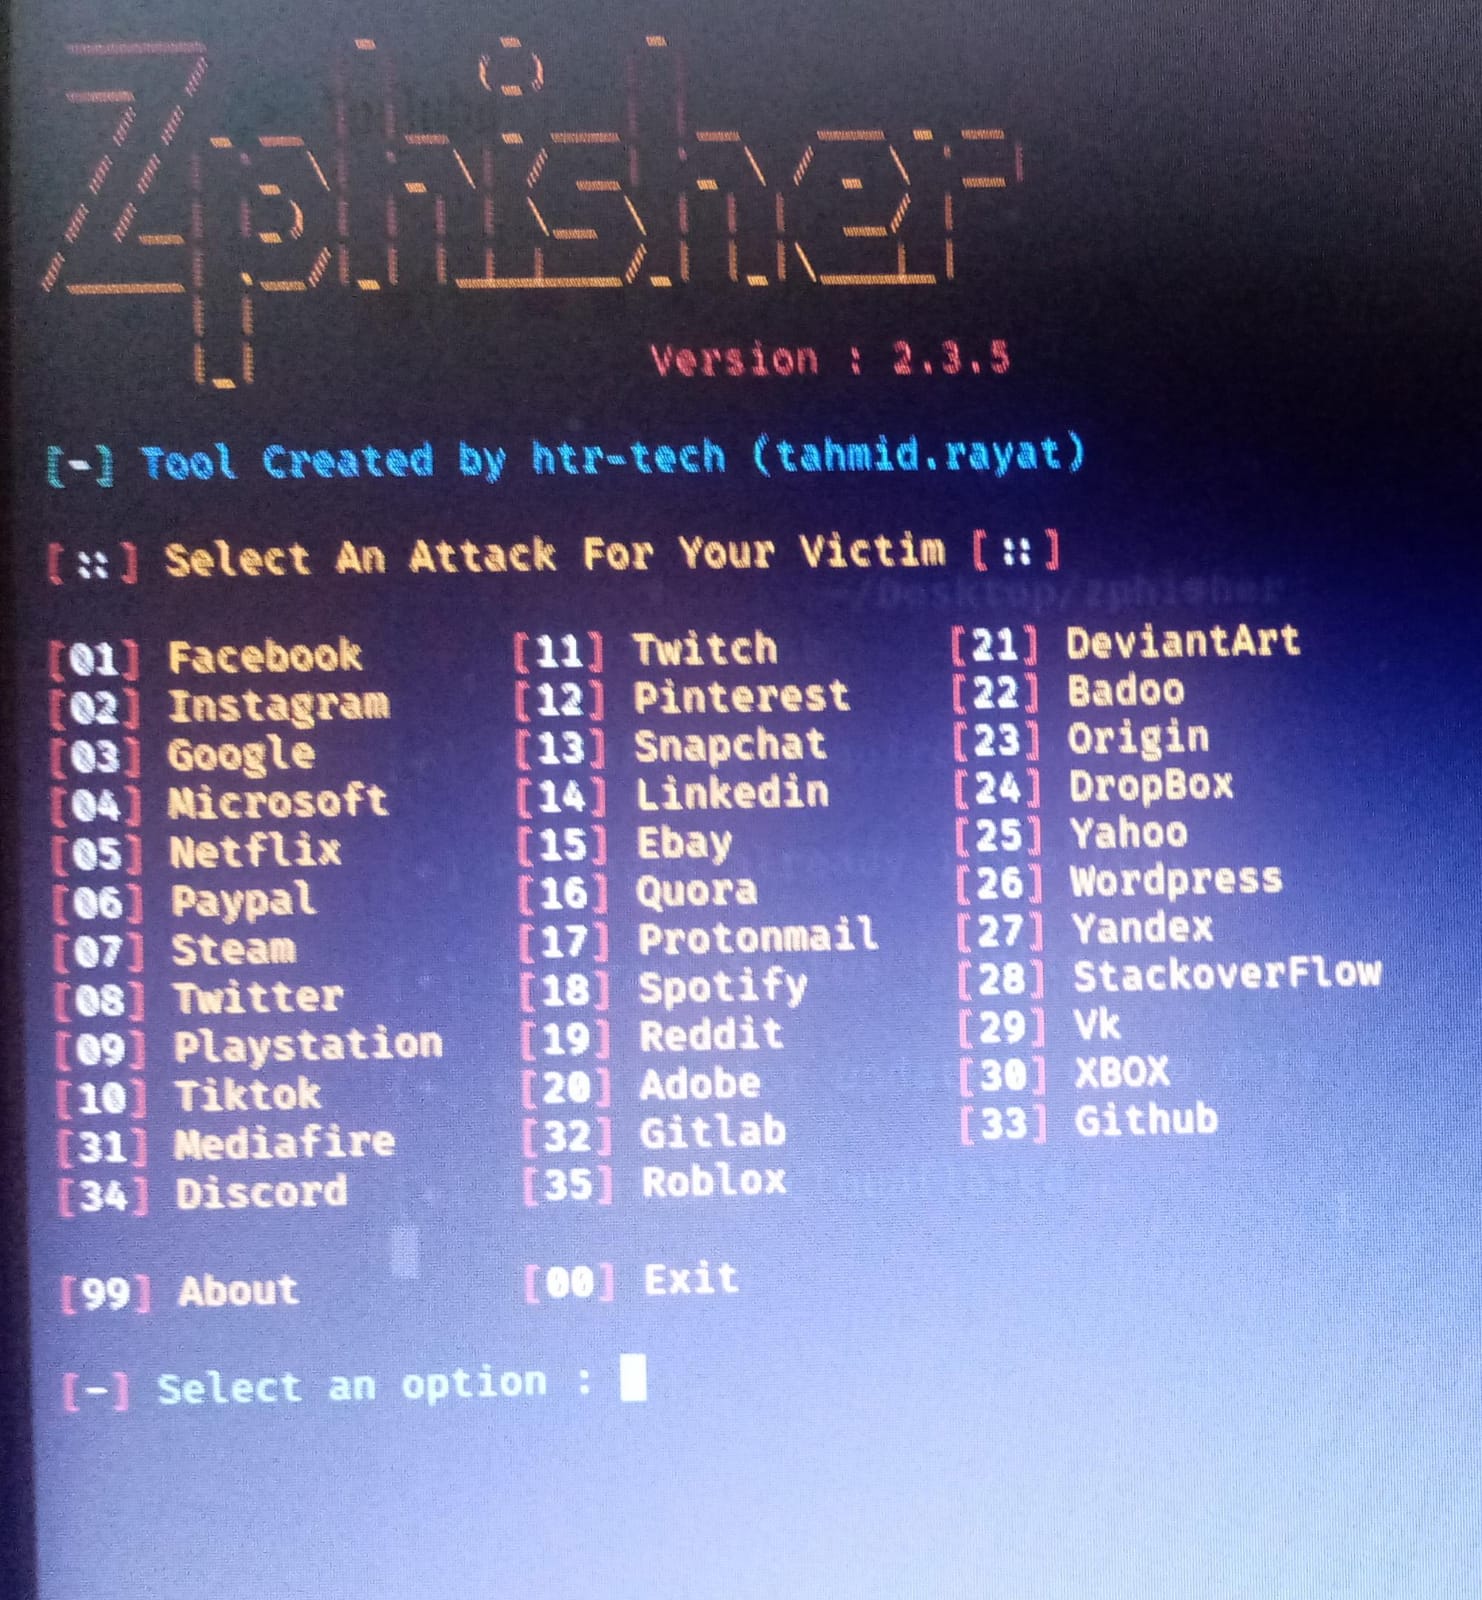 Zphisher
Version : 2.3.5
[-] Tool Created by htr-tech (tahmid.rayat)
[::] Select An Attack For Your Victim [::]
~/Desktop/zphisher
[01] Facebook [11] Twitch [21] DeviantArt
[02] Instagram [12] Pinterest [22] Badoo
[03] Google [13] Snapchat [23] Origin
[04] Microsoft [14] Linkedin [24] DropBox
[05] Netflix [15] Ebay [25] Yahoo
[06] Paypal [16] Quora [26] Wordpress
[07] Steam [17] Protonmail [27] Yandex
[08] Twitter [18] Spotify [28] StackoverFlow
[09] Playstation [19] Reddit [29] Vk
[10] Tiktok [20] Adobe [30] XBOX
[31] Mediafire [32] Gitlab [33] Github
[34] Discord [35] Roblox
[99] About [00] Exit
[-] Select an option :